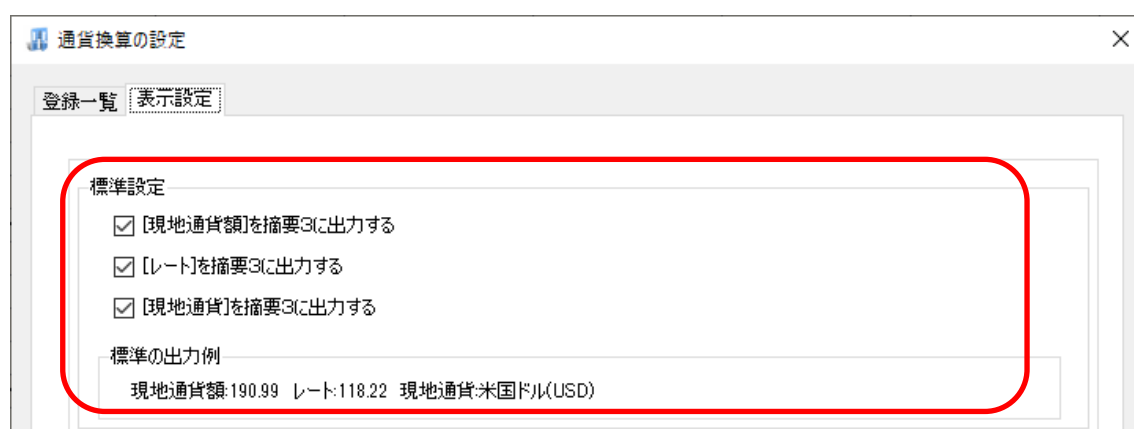 通貨換算の設定
登録一覧 表示設定
標準設定
[現地通貨額]を摘要3に出力する
[レート]を摘要3に出力する
[現地通貨]を摘要3に出力する
標準の出力例
現地通貨額:190.99 レート:118.22 現地通貨:米国ドル(USD)